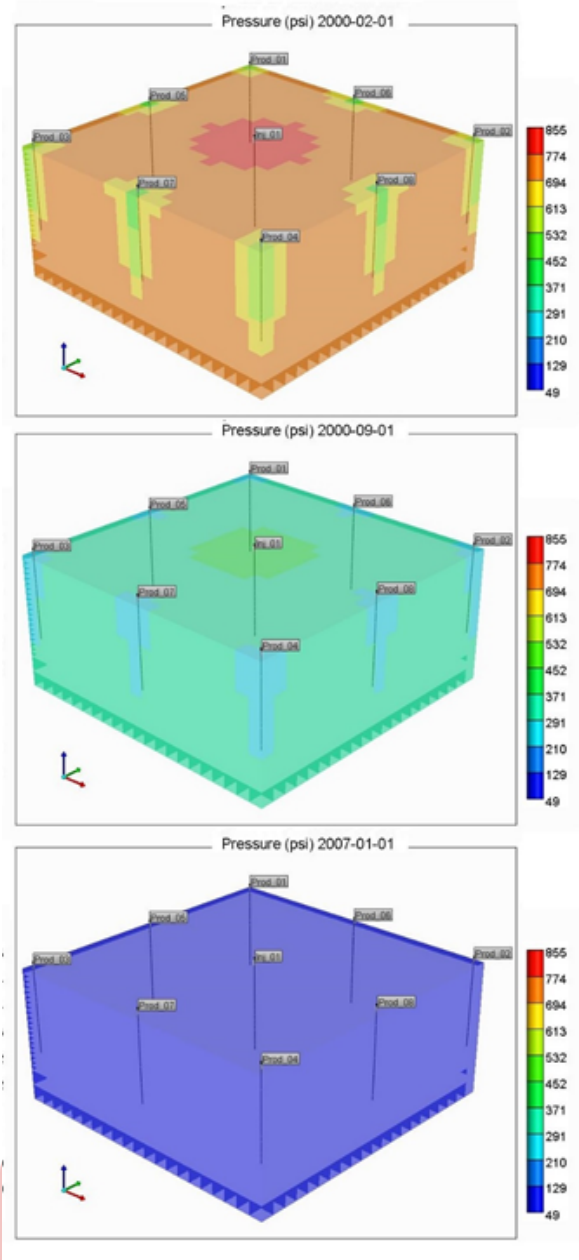 Pressure (psi) 2000-02-01
Prod_01
Prod_05
Prod_06
Prod_03
Inj_01
Prod_02
Prod_07
Prod_08
Prod_04
855
774
694
613
532
452
371
291
210
129
49
Pressure (psi) 2000-09-01
Prod_01
Prod_05
Prod_06
Prod_03
Inj_01
Prod_02
Prod_07
Prod_08
Prod_04
855
774
694
613
532
452
371
291
210
129
49
Pressure (psi) 2007-01-01
Prod_01
Prod_05
Prod_06
Prod_03
Inj_01
Prod_02
Prod_07
Prod_08
Prod_04
855
774
694
613
532
452
371
291
210
129
49